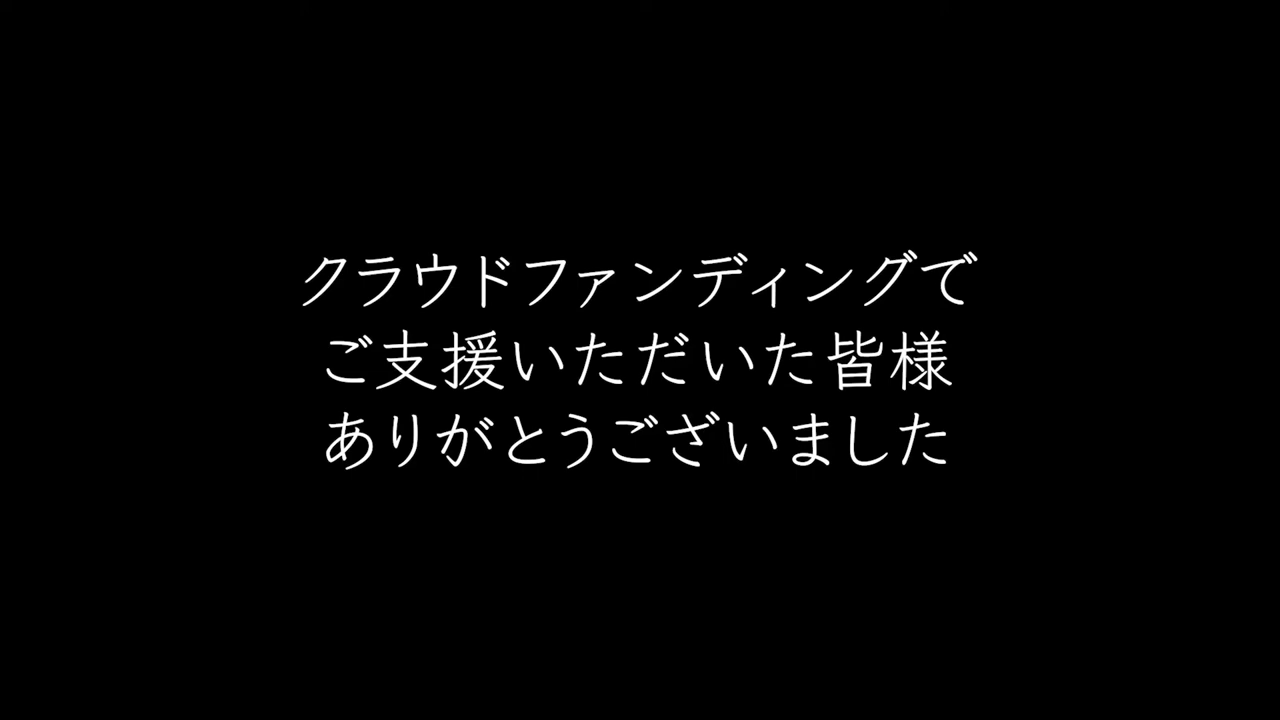 クラウドファンディングで
ご支援いただいた皆様
ありがとうございました